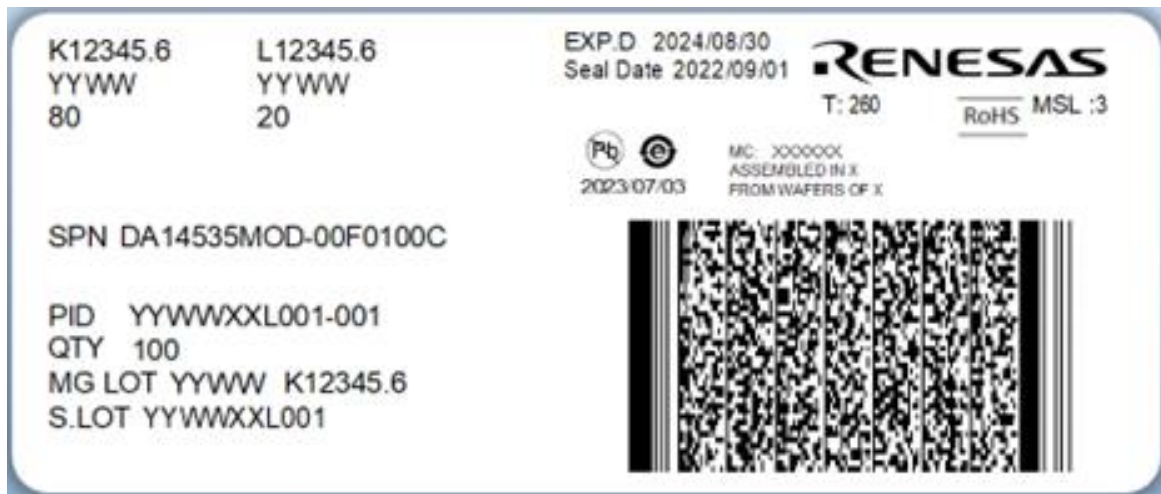 K12345.6 L12345.6
YYWW YYWW
80 20
EXP.D 2024/08/30
Seal Date 2022/09/01
RENESAS
T: 260 RoHS MSL :3
Pb e
2023/07/03
MC: XXXXXX
ASSEMBLED IN X
FROM WAFERS OF X
SPN DA14535MOD-00F0100C
PID YYWWXXL001-001
QTY 100
MG LOT YYWW K12345.6
S.LOT YYWWXXL001